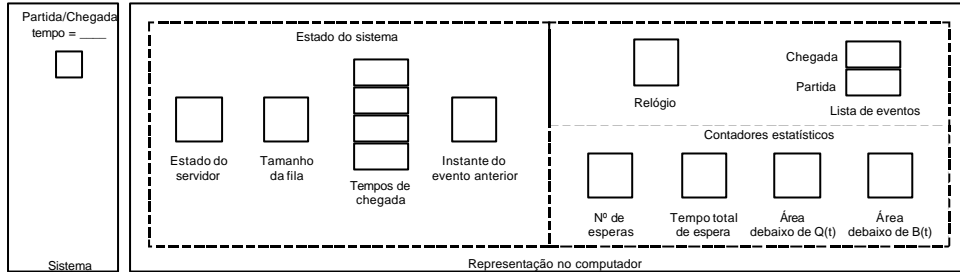 Partida/Chegada
tempo = ____
Sistema
Estado do sistema
Estado do
servidor
Tamanho
da fila
Tempos de
chegada
Instante do
evento anterior
Relógio
Chegada
Partida
Lista de eventos
Contadores estatísticos
Nº de
esperas
Tempo total
de espera
Área
debaixo de Q(t)
Área
debaixo de B(t)
Representação no computador